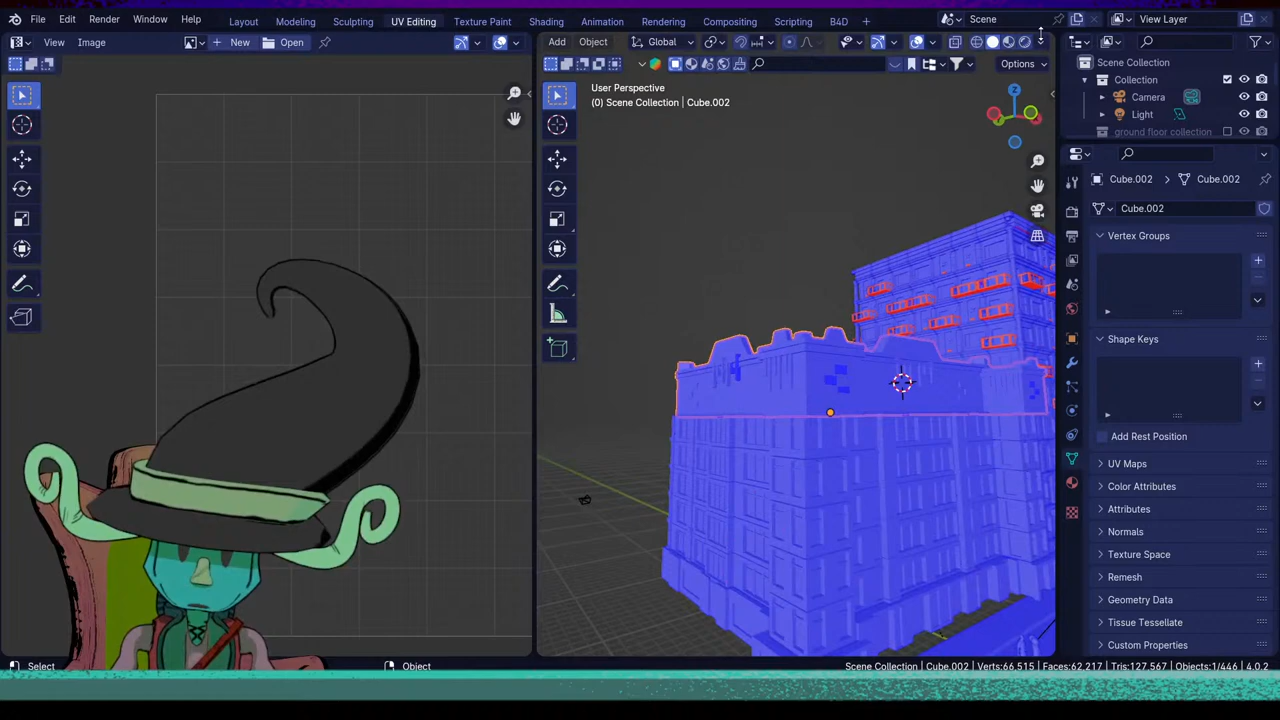 File Edit Render Window Help Layout Modeling Sculpting UV Editing Texture Paint Shading Animation Rendering Compositing Scripting B4D + Scene View Layer
View Image + New Open Add Object Global
Options
User Perspective
(0) Scene Collection | Cube.002
Scene Collection
Collection
Camera
Light
ground floor collection
Cube.002 > Cube.002
Cube.002
Vertex Groups
Shape Keys
Add Rest Position
UV Maps
Color Attributes
Attributes
Normals
Texture Space
Remesh
Geometry Data
Texture Tessellate
Custom Properties
Select Object Scene Collection | Cube.002 | Verts:66,515 | Faces:62,217 | Tris:127,567 | Objects:1/446 | 4.0.2